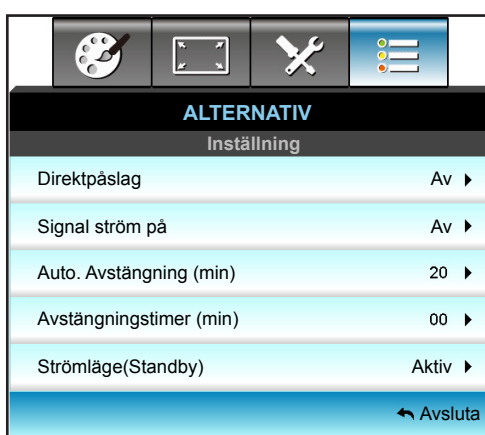 ALTERNATIV
Inställning
Direktpåslag Av
Signal ström på Av
Auto. Avstängning (min) 20
Avstängningstimer (min) 00
Strömläge(Standby) Aktiv
Avsluta